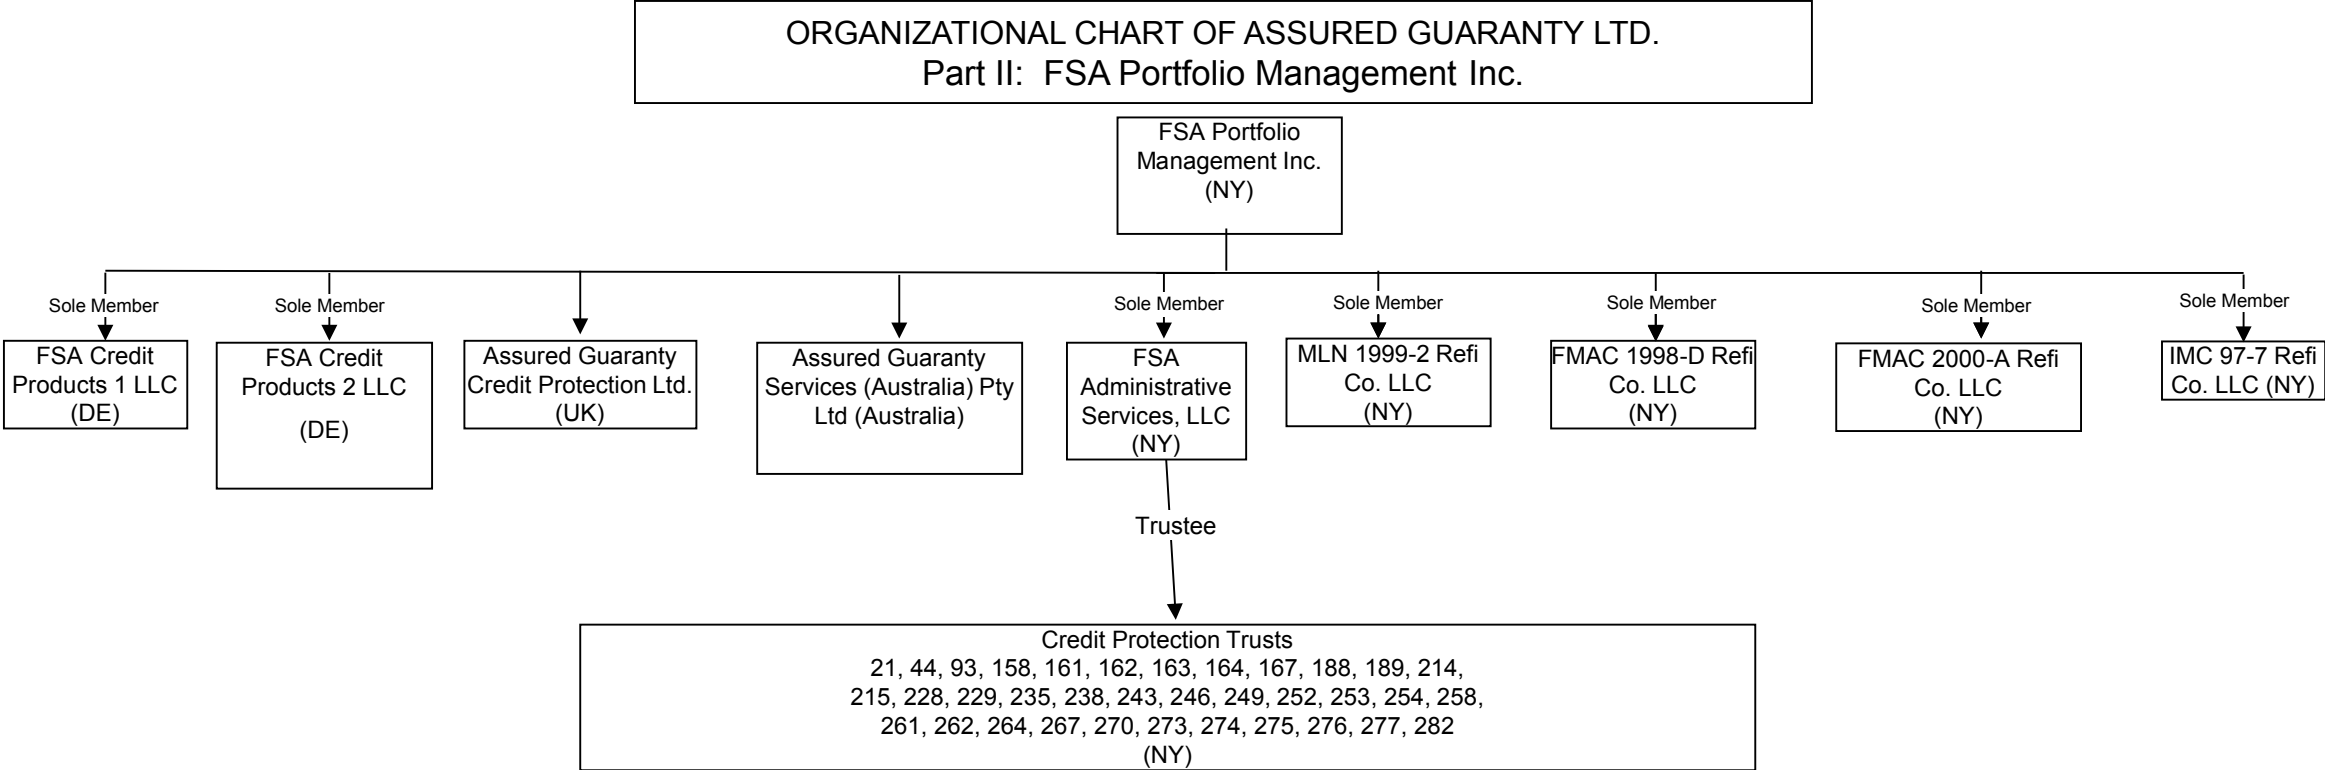 ORGANIZATIONAL CHART OF ASSURED GUARANTY LTD.
Part II: FSA Portfolio Management Inc.
FSA Portfolio
Management Inc.
(NY)
Sole Member
FSA Credit
Products 1 LLC
(DE)
Sole Member
FSA Credit
Products 2 LLC
(DE)
Assured Guaranty
Credit Protection Ltd.
(UK)
Assured Guaranty
Services (Australia) Pty
Ltd (Australia)
Sole Member
FSA
Administrative
Services, LLC
(NY)
Sole Member
MLN 1999-2 Refi
Co. LLC
(NY)
Sole Member
FMAC 1998-D Refi
Co. LLC
(NY)
Sole Member
FMAC 2000-A Refi
Co. LLC
(NY)
Sole Member
IMC 97-7 Refi
Co. LLC (NY)
Trustee
Credit Protection Trusts
21, 44, 93, 158, 161, 162, 163, 164, 167, 188, 189, 214,
215, 228, 229, 235, 238, 243, 246, 249, 252, 253, 254, 258,
261, 262, 264, 267, 270, 273, 274, 275, 276, 277, 282
(NY)